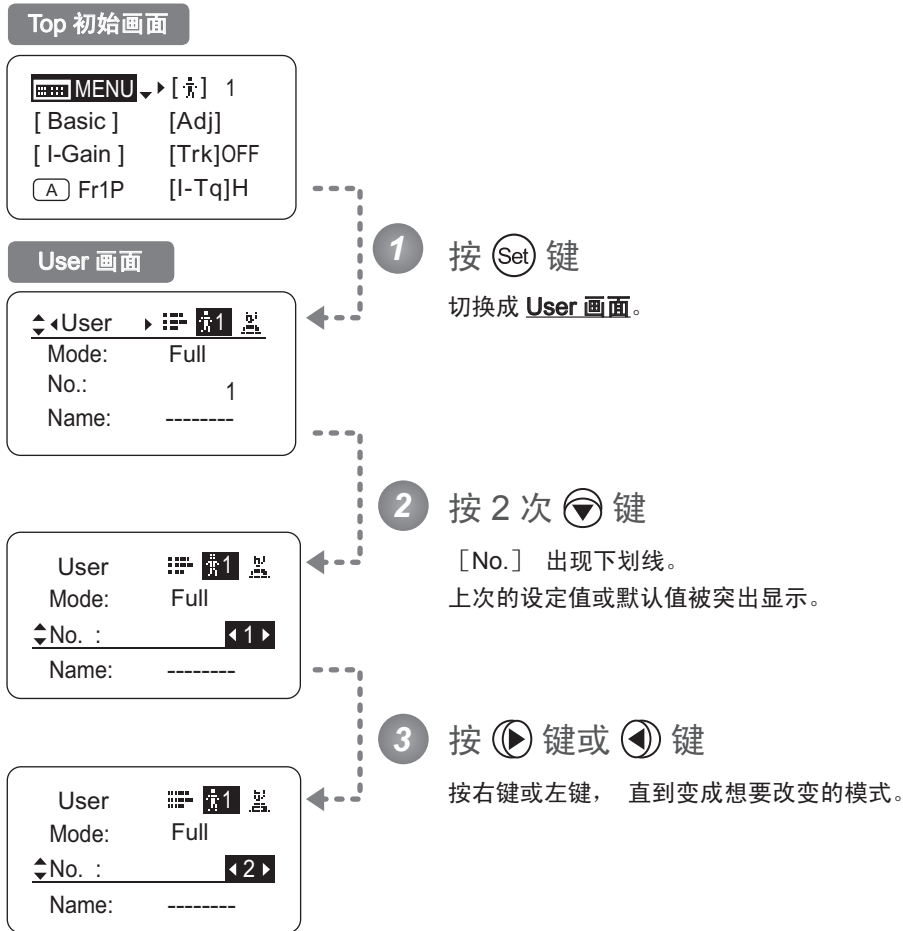 Top 初始画面
MENU [ ] 1
[ Basic ] [Adj]
[ I-Gain ] [Trk]OFF
A Fr1P [I-Tq]H
1 按 Set 键
切换成 User 画面。
User 画面
User 1
Mode: Full
No.: 1
Name: --------
2 按 2 次 键
［No.］ 出现下划线。
上次的设定值或默认值被突出显示。
User 1
Mode: Full
No. : 1
Name: --------
3 按 键或 键
按右键或左键， 直到变成想要改变的模式。
User 1
Mode: Full
No. : 2
Name: --------